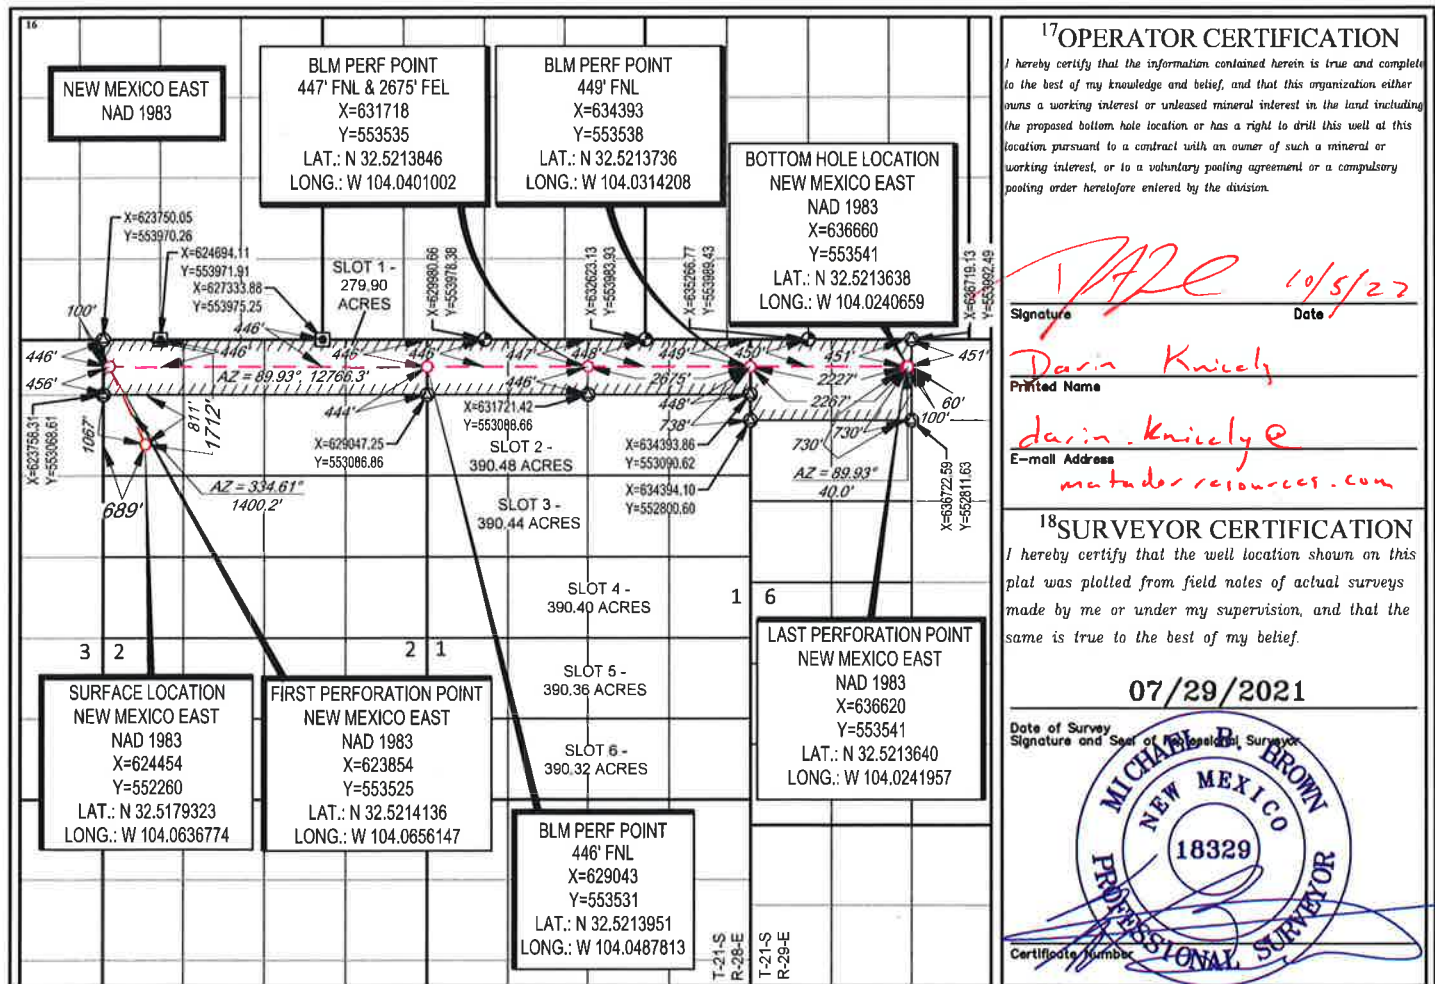 16
NEW MEXICO EAST
NAD 1983
BLM PERF POINT
447' FNL & 2675' FEL
X=631718
Y=553535
LAT.: N 32.5213846
LONG.: W 104.0401002
BLM PERF POINT
449' FNL
X=634393
Y=553538
LAT.: N 32.5213736
LONG.: W 104.0314208
BOTTOM HOLE LOCATION
NEW MEXICO EAST
NAD 1983
X=636660
Y=553541
LAT.: N 32.5213638
LONG.: W 104.0240659
X=623750.05
Y=553970.26
X=624694.11
Y=553971.91
X=627333.88
Y=553975.25
SLOT 1 -
279.90
ACRES
X=629980.66
Y=553978.38
X=632623.13
Y=553983.93
X=635266.77
Y=553989.43
X=636719.13
Y=553992.49
100'
446'
446'
446'
445'
446'
447'
448'
449'
450'
451'
451'
456'
AZ = 89.93° 12766.3'
446'
2675'
2227'
2267'
60'
100'
444'
448'
738'
730'
730'
AZ = 89.93°
40.0'
X=623758.31
Y=553068.61
1067'
811'
1712'
689'
AZ = 334.61°
1400.2'
X=629047.25
Y=553086.86
X=631721.42
Y=553088.66
SLOT 2 -
390.48 ACRES
X=634393.86
Y=553090.62
X=634394.10
Y=552800.60
X=636722.59
Y=552811.63
SLOT 3 -
390.44 ACRES
SLOT 4 -
390.40 ACRES
1 6
3 2
2 1
SLOT 5 -
390.36 ACRES
SLOT 6 -
390.32 ACRES
SURFACE LOCATION
NEW MEXICO EAST
NAD 1983
X=624454
Y=552260
LAT.: N 32.5179323
LONG.: W 104.0636774
FIRST PERFORATION POINT
NEW MEXICO EAST
NAD 1983
X=623854
Y=553525
LAT.: N 32.5214136
LONG.: W 104.0656147
BLM PERF POINT
446' FNL
X=629043
Y=553531
LAT.: N 32.5213951
LONG.: W 104.0487813
LAST PERFORATION POINT
NEW MEXICO EAST
NAD 1983
X=636620
Y=553541
LAT.: N 32.5213640
LONG.: W 104.0241957
T-21-S
R-28-E
T-21-S
R-29-E
17 OPERATOR CERTIFICATION
I hereby certify that the information contained herein is true and complete
to the best of my knowledge and belief, and that this organization either
owns a working interest or unleased mineral interest in the land including
the proposed bottom hole location or has a right to drill this well at this
location pursuant to a contract with an owner of such a mineral or
working interest, or to a voluntary pooling agreement or a compulsory
pooling order heretofore entered by the division.
10/5/22
Signature Date
Darin Knicely
Printed Name
darin.knicely@
E-mail Address
matadorresources.com
18 SURVEYOR CERTIFICATION
I hereby certify that the well location shown on this
plat was plotted from field notes of actual surveys
made by me or under my supervision, and that the
same is true to the best of my belief.
07/29/2021
Date of Survey
Signature and Seal of Professional Surveyor
MICHAEL B. BROWN
NEW MEXICO
18329
PROFESSIONAL SURVEYOR
Certificate Number